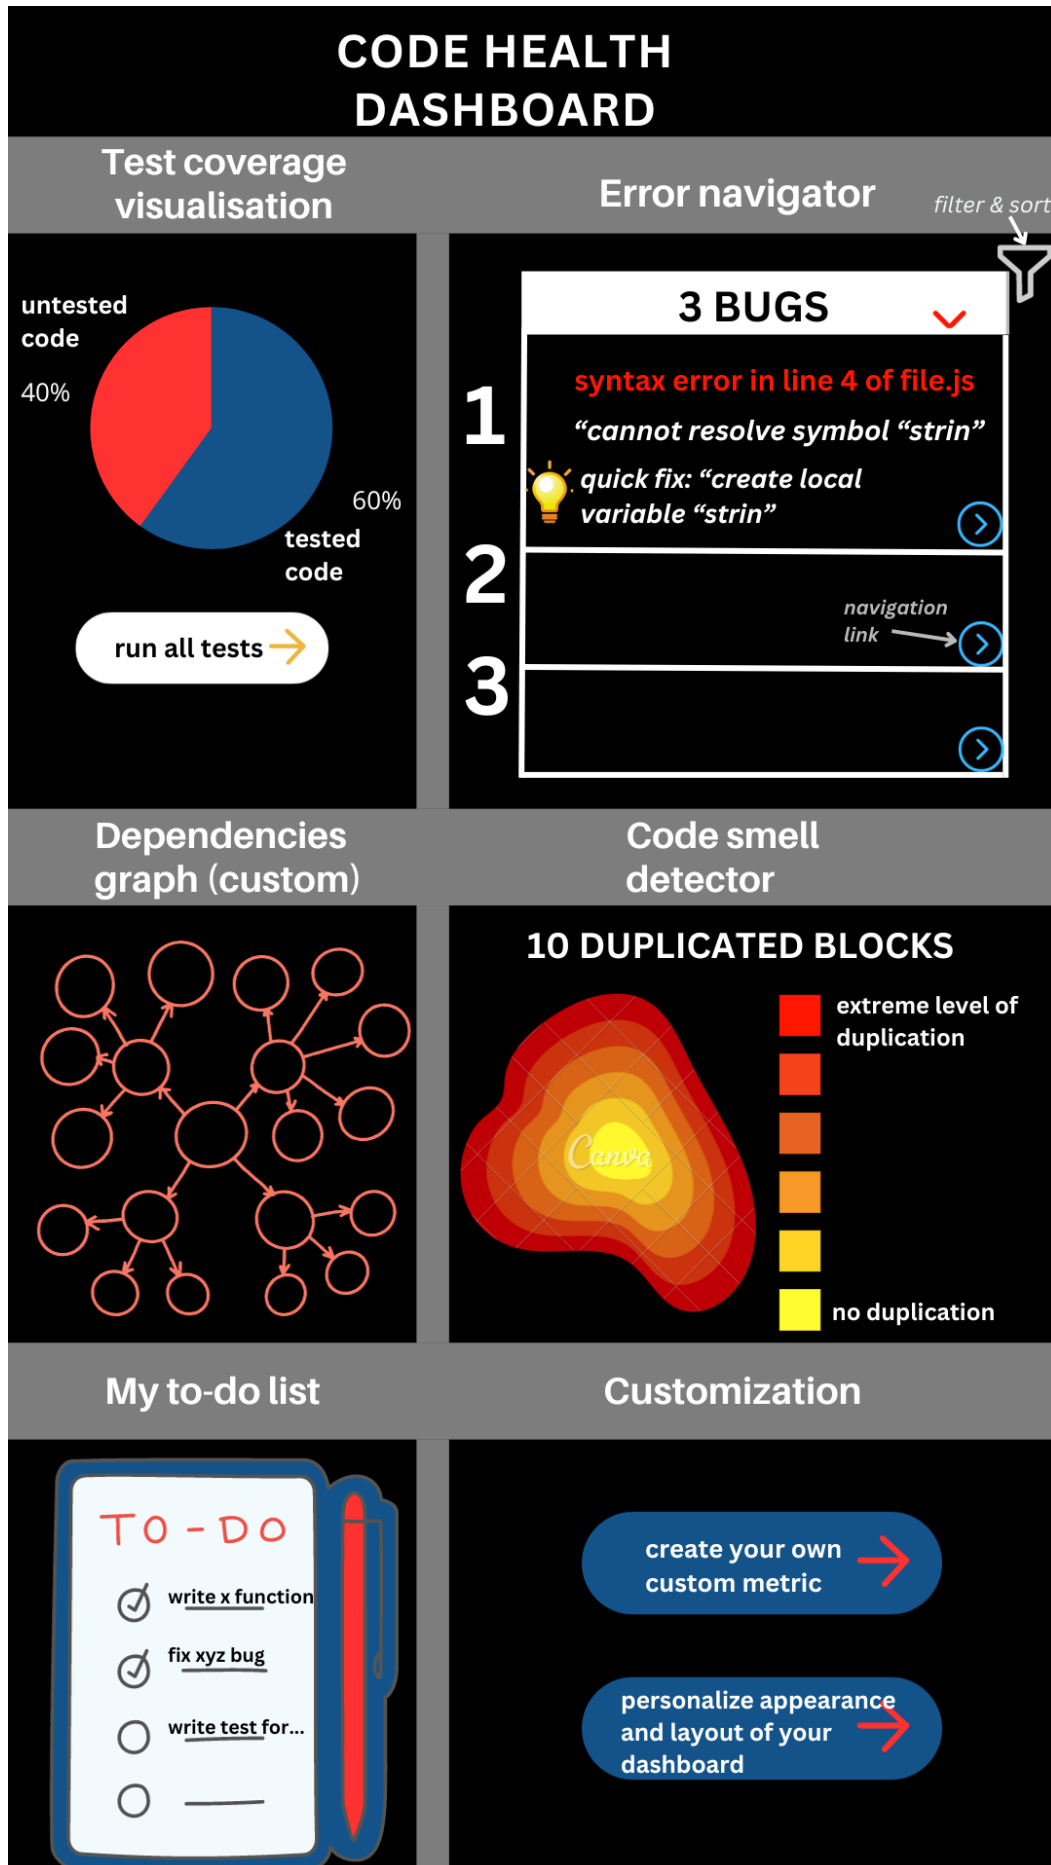 CODE HEALTH
DASHBOARD
Test coverage
visualisation
Error navigator
filter & sort
untested
code
40%
60%
tested
code
run all tests
3 BUGS
1
syntax error in line 4 of file.js
“cannot resolve symbol “strin”
quick fix: “create local
variable “strin”
2
navigation
link
3
Dependencies
graph (custom)
Code smell
detector
10 DUPLICATED BLOCKS
extreme level of
duplication
Canva
no duplication
My to-do list
Customization
TO-DO
write x function
fix xyz bug
write test for...
create your own
custom metric
personalize appearance
and layout of your
dashboard